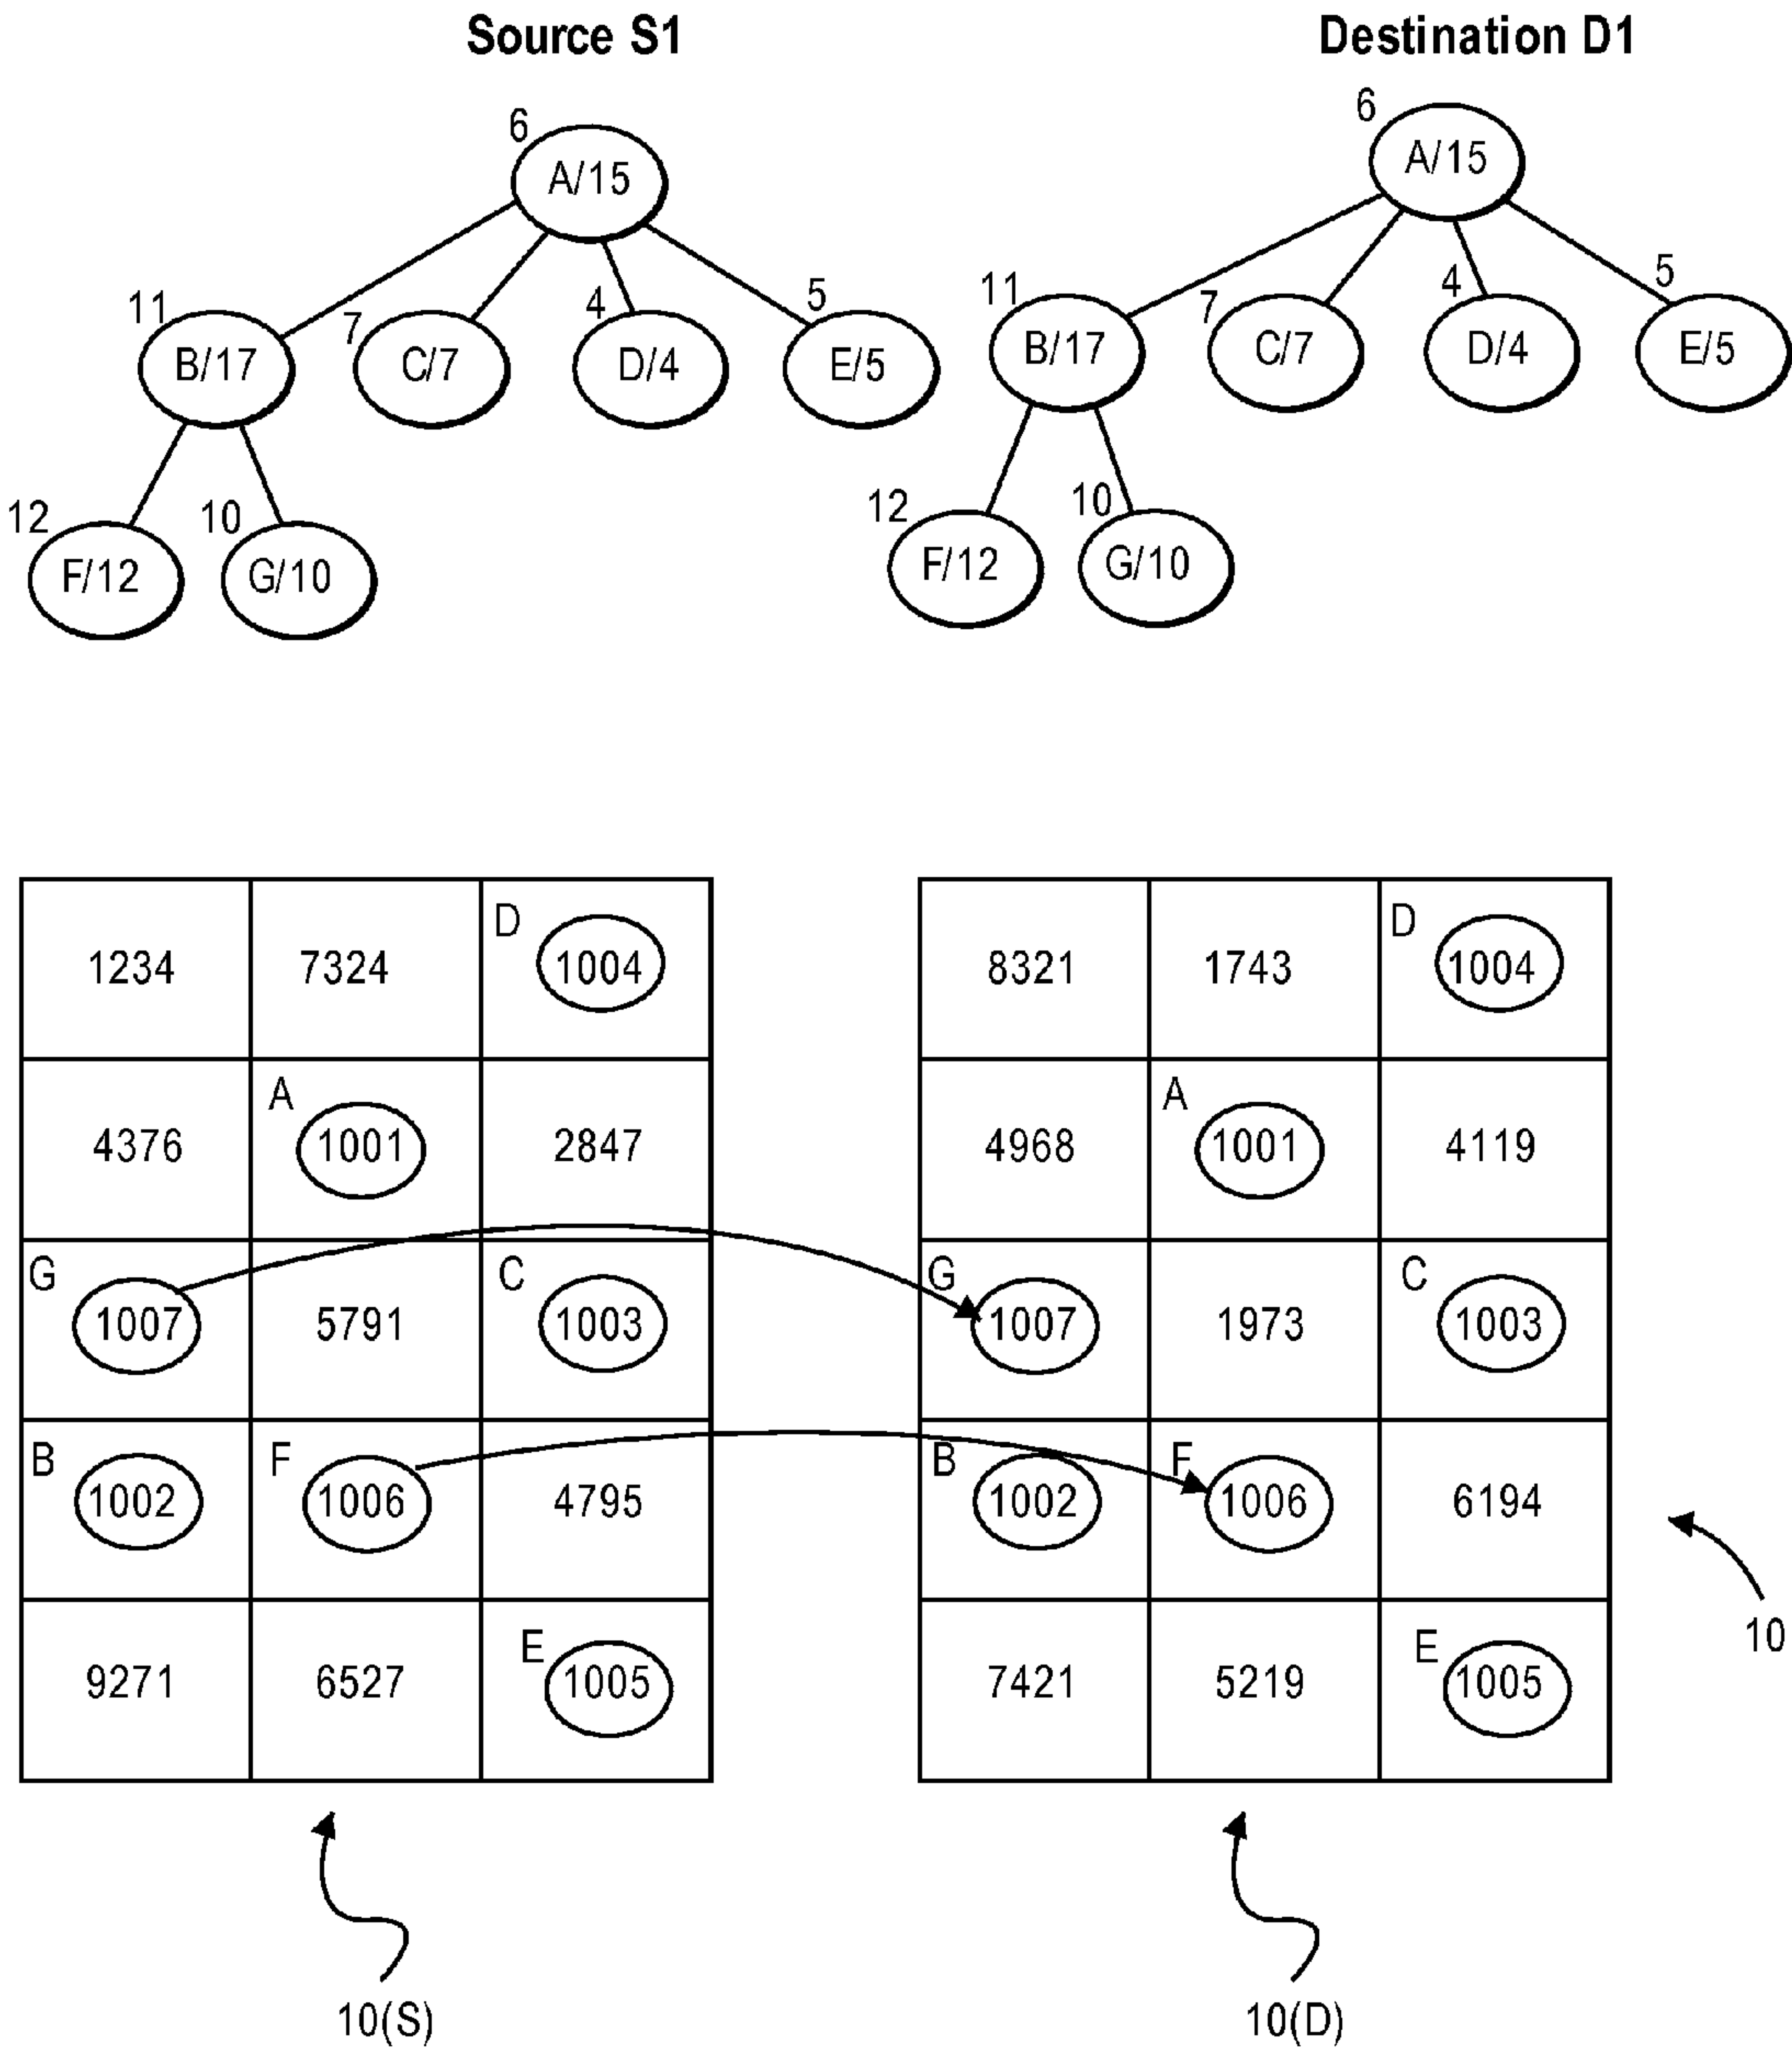 Source S1
Destination D1
6
A/15
11
7
4
5
B/17
C/7
D/4
E/5
12
10
F/12
G/10
6
A/15
11
7
4
5
B/17
C/7
D/4
E/5
12
10
F/12
G/10
1234
7324
D
1004
4376
A
1001
2847
G
1007
5791
C
1003
B
1002
F
1006
4795
9271
6527
E
1005
10(S)
8321
1743
D
1004
4968
A
1001
4119
G
1007
1973
C
1003
B
1002
F
1006
6194
7421
5219
E
1005
10
10(D)